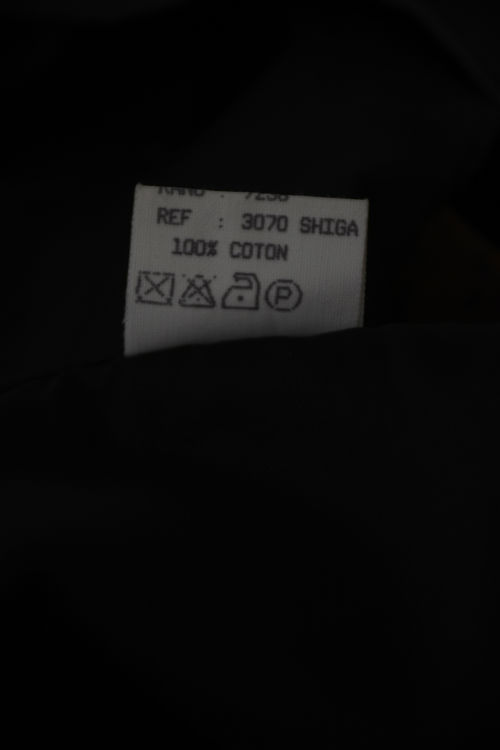 REF : 3070 SHIGA
100% COTON
P